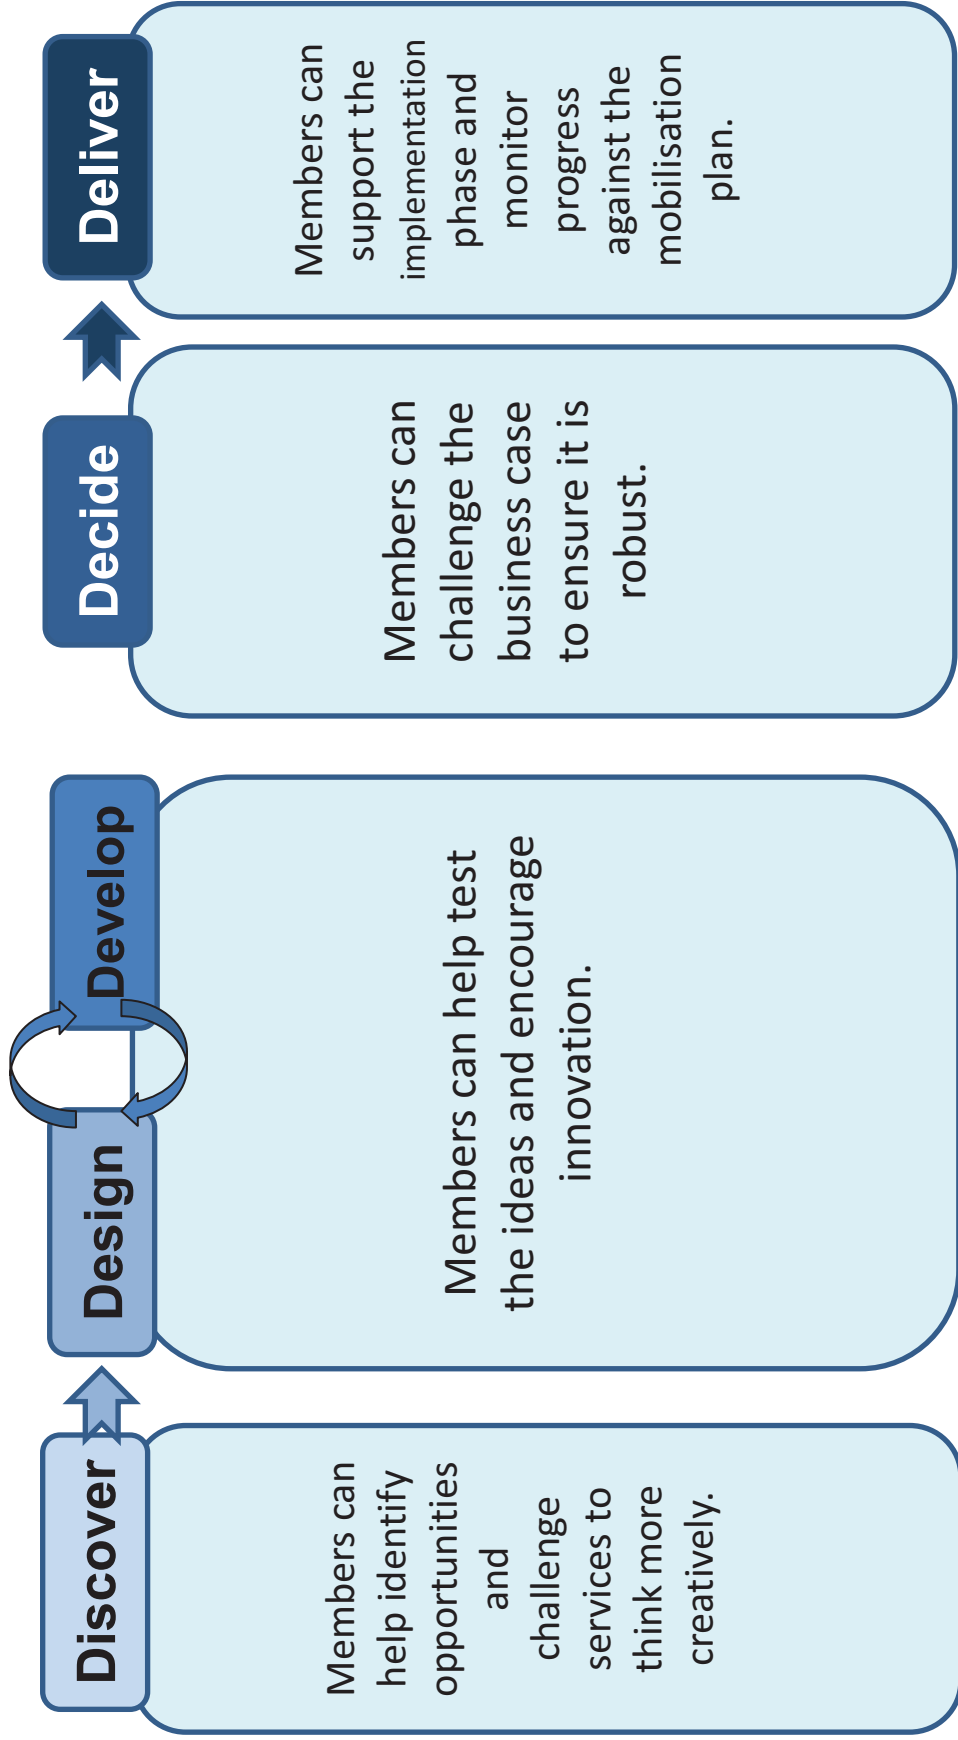 Discover
Members can
help identify
opportunities
and
challenge
services to
think more
creatively.
Design
Develop
Members can help test
the ideas and encourage
innovation.
Decide
Members can
challenge the
business case
to ensure it is
robust.
Deliver
Members can
support the
implementation
phase and
monitor
progress
against the
mobilisation
plan.